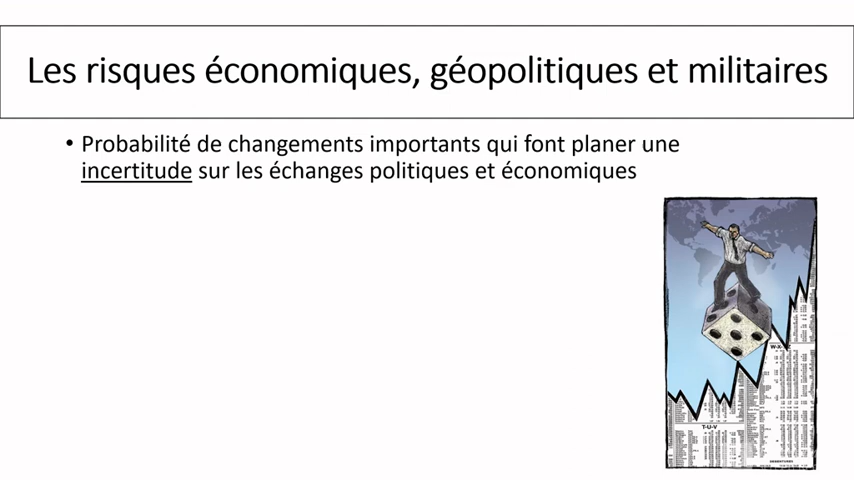 Les risques économiques, géopolitiques et militaires
• Probabilité de changements importants qui font planer une
incertitude sur les échanges politiques et économiques
T-U-V